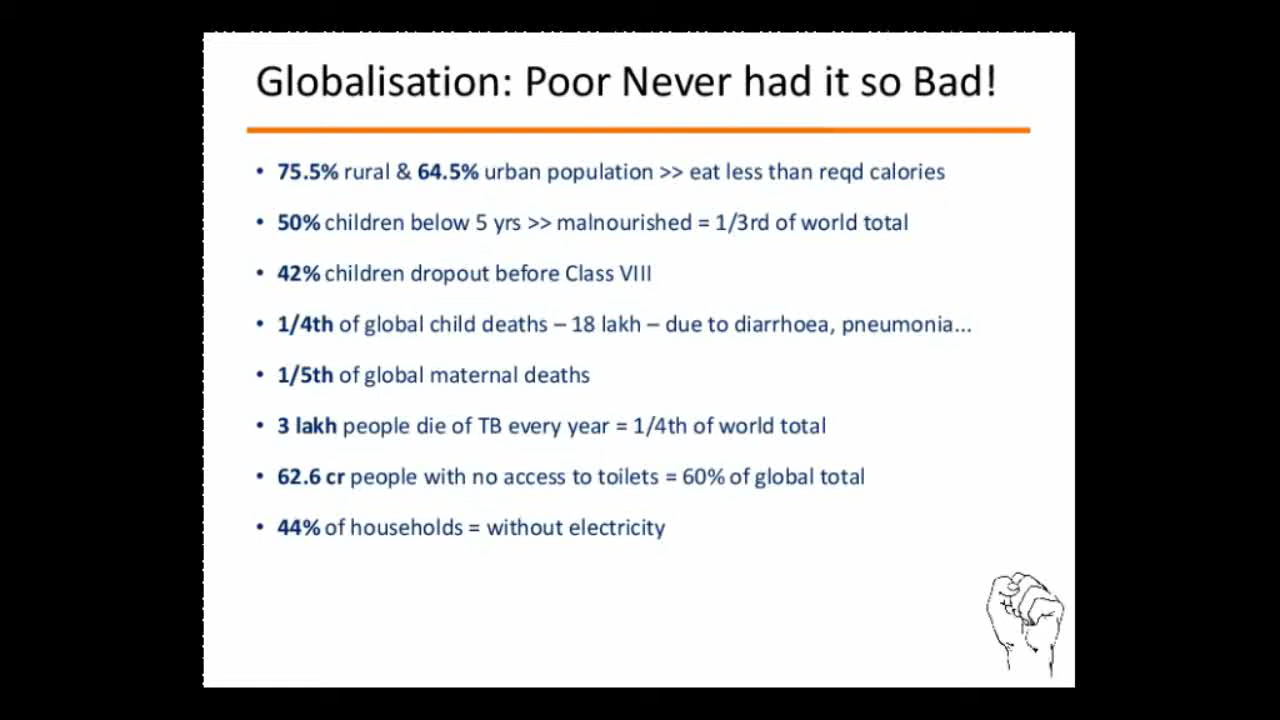 Globalisation: Poor Never had it so Bad!
• 75.5% rural & 64.5% urban population >> eat less than reqd calories
• 50% children below 5 yrs >> malnourished = 1/3rd of world total
• 42% children dropout before Class VIII
• 1/4th of global child deaths – 18 lakh – due to diarrhoea, pneumonia...
• 1/5th of global maternal deaths
• 3 lakh people die of TB every year = 1/4th of world total
• 62.6 cr people with no access to toilets = 60% of global total
• 44% of households = without electricity